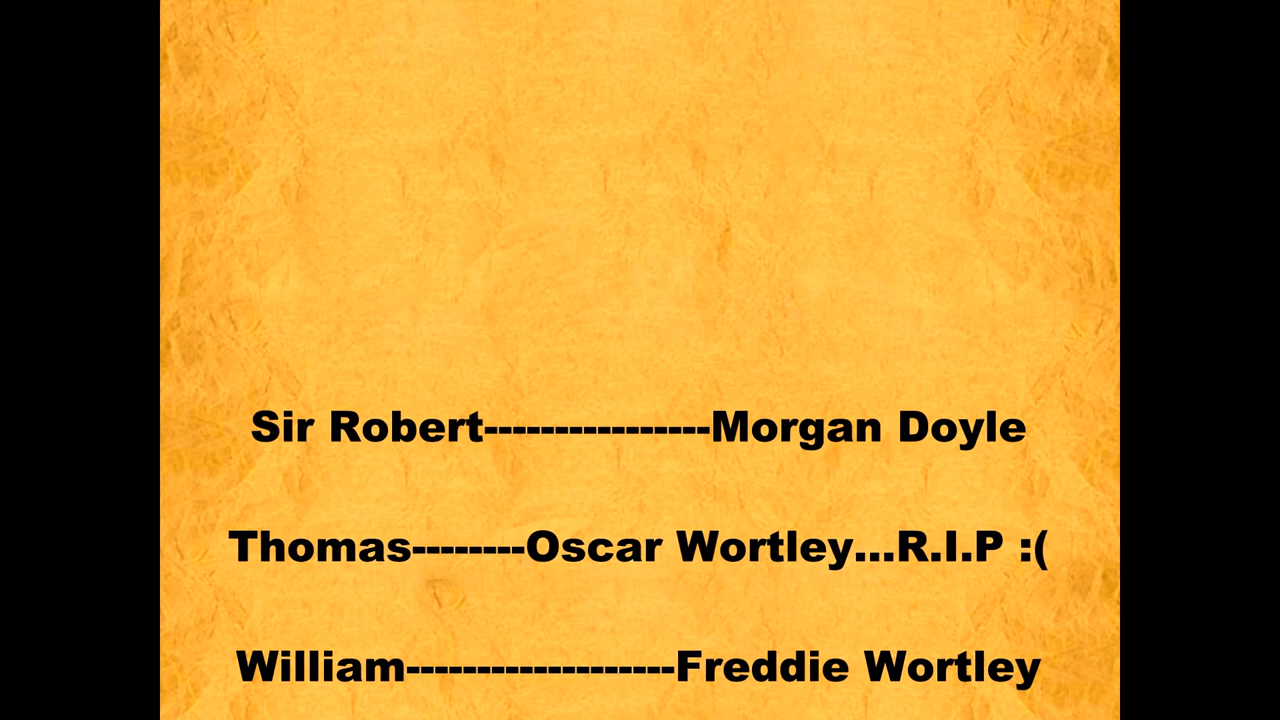 Sir Robert----------------Morgan Doyle
Thomas--------Oscar Wortley...R.I.P :(
William-------------------Freddie Wortley